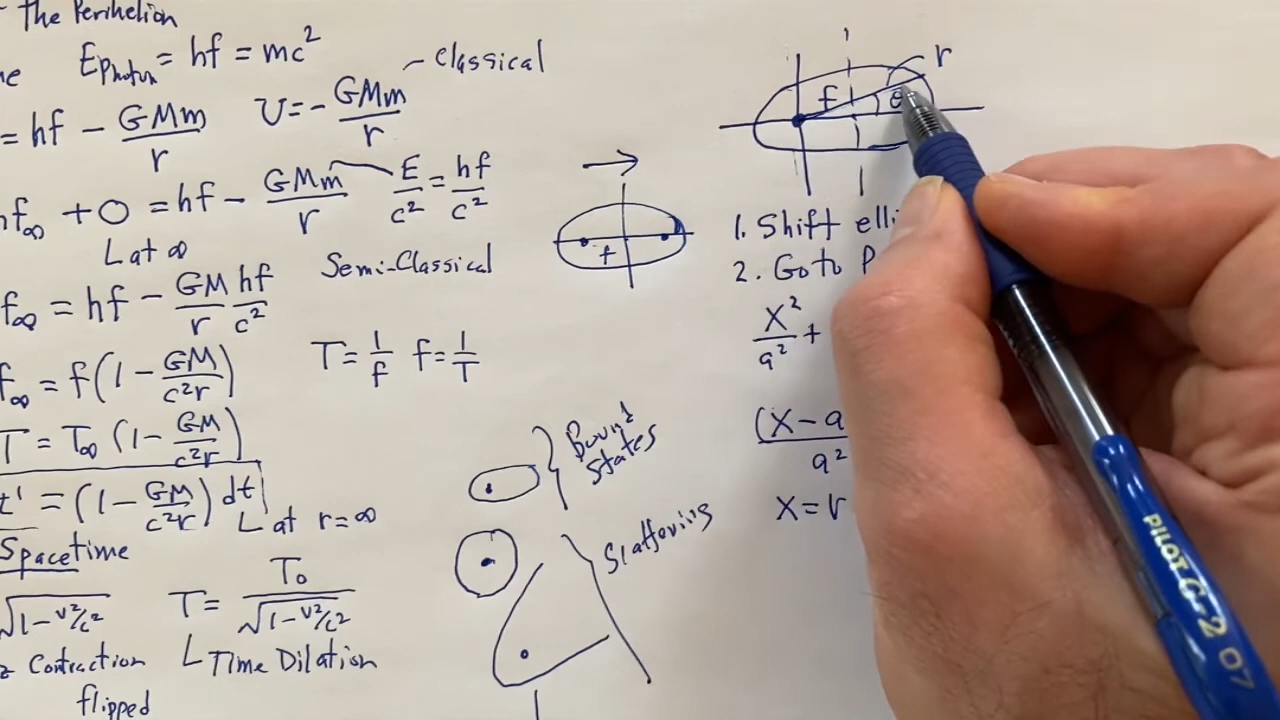 The Perihelion
E_Photon = hf = mc²
= hf − GMm/r
U = − GMm/r
Classical
f∞ + O = hf − GMm/r
E/c² = hf/c²
L at ∞
Semi-Classical
f∞ = hf − GM/r hf/c²
f∞ = f(1 − GM/c²r)
T = 1/f f = 1/T
T = T∞ (1 − GM/c²r)
t' = (1 − GM/c²r) dt
L at r = ∞
Spacetime
√1 − v²/c²
T = T₀/√1 − v²/c²
Contraction
L Time Dilation
flipped
f
Bound
States
Scattering
r
f
θ
1. Shift elli
2. Go to P
X²/a² +
(X − a
a²
X = r
PILOT G-2 07